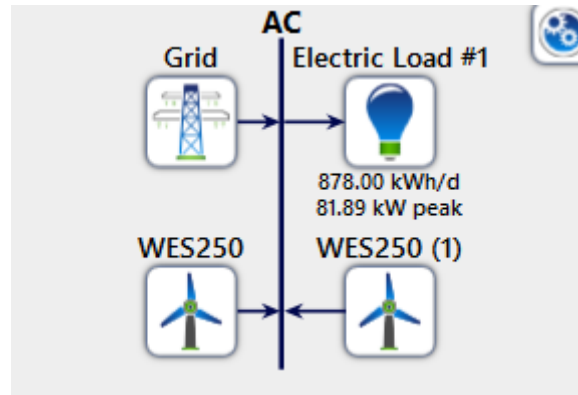 AC
Grid
Electric Load #1
878.00 kWh/d
81.89 kW peak
WES250
WES250 (1)